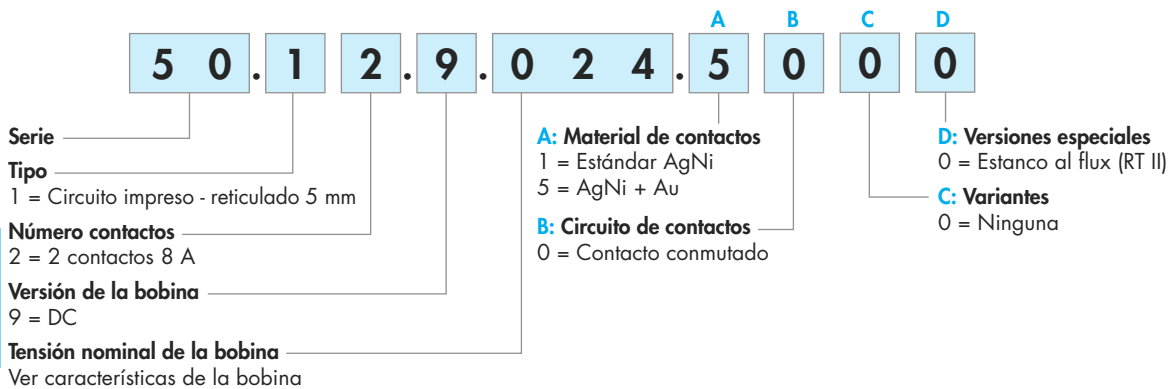 A B C D
5 0 . 1 2 . 9 . 0 2 4 . 5 0 0 0
Serie
Tipo
1 = Circuito impreso - reticulado 5 mm
Número contactos
2 = 2 contactos 8 A
Versión de la bobina
9 = DC
Tensión nominal de la bobina
Ver características de la bobina
A: Material de contactos
1 = Estándar AgNi
5 = AgNi + Au
B: Circuito de contactos
0 = Contacto conmutado
D: Versiones especiales
0 = Estanco al flux (RT II)
C: Variantes
0 = Ninguna